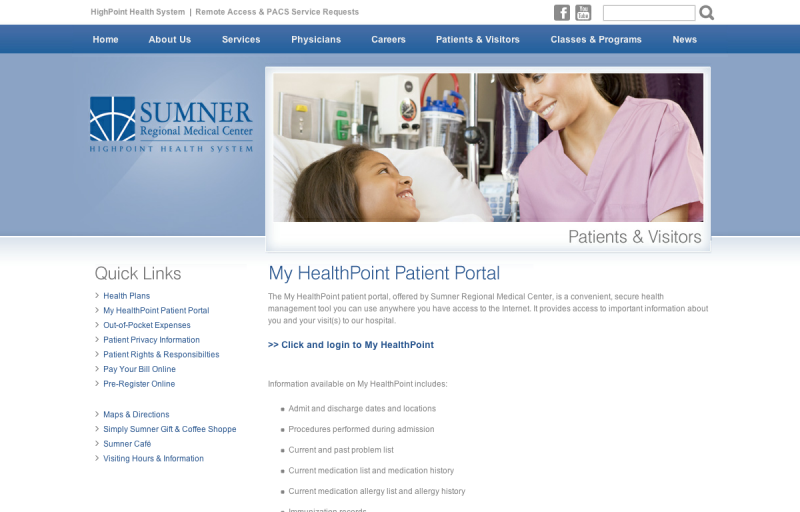 HighPoint Health System | Remote Access & PACS Service Requests
f You Tube
Home About Us Services Physicians Careers Patients & Visitors Classes & Programs News
SUMNER
Regional Medical Center
HIGHPOINT HEALTH SYSTEM
Patients & Visitors
Quick Links
Health Plans
My HealthPoint Patient Portal
Out-of-Pocket Expenses
Patient Privacy Information
Patient Rights & Responsibilties
Pay Your Bill Online
Pre-Register Online
Maps & Directions
Simply Sumner Gift & Coffee Shoppe
Sumner Café
Visiting Hours & Information
My HealthPoint Patient Portal
The My HealthPoint patient portal, offered by Sumner Regional Medical Center, is a convenient, secure health
management tool you can use anywhere you have access to the Internet. It provides access to important information about
you and your visit(s) to our hospital.
>> Click and login to My HealthPoint
Information available on My HealthPoint includes:
Admit and discharge dates and locations
Procedures performed during admission
Current and past problem list
Current medication list and medication history
Current medication allergy list and allergy history
Immunization records